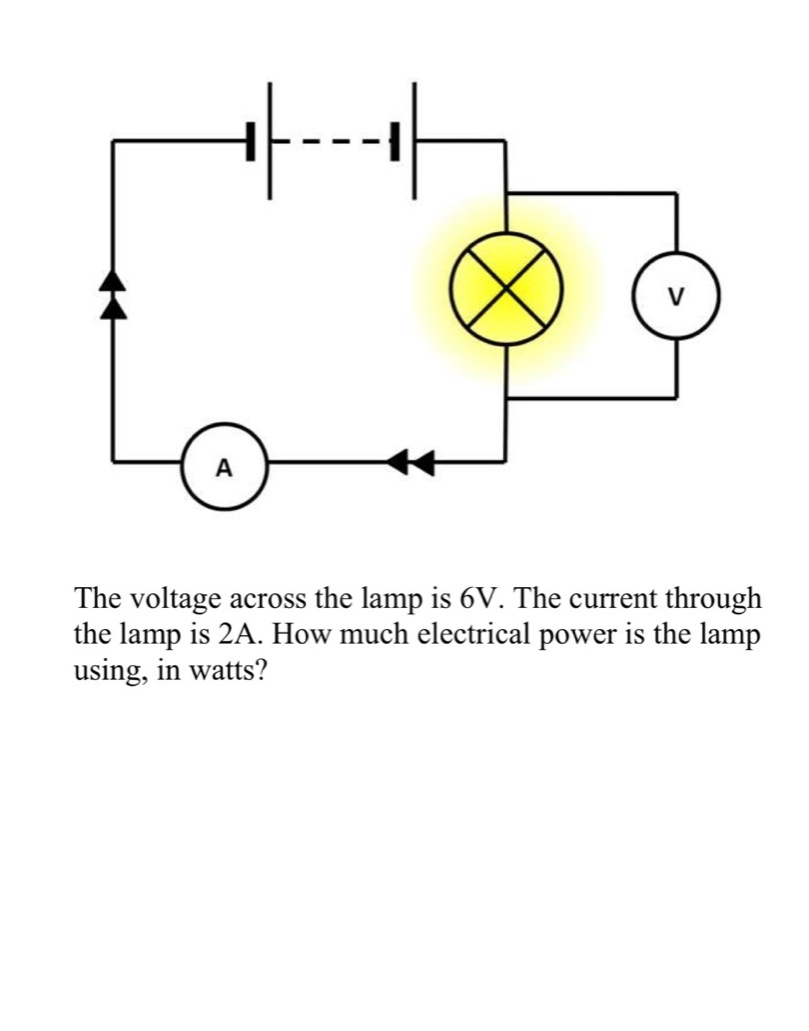 V
A
The voltage across the lamp is 6V. The current through
the lamp is 2A. How much electrical power is the lamp
using, in watts?